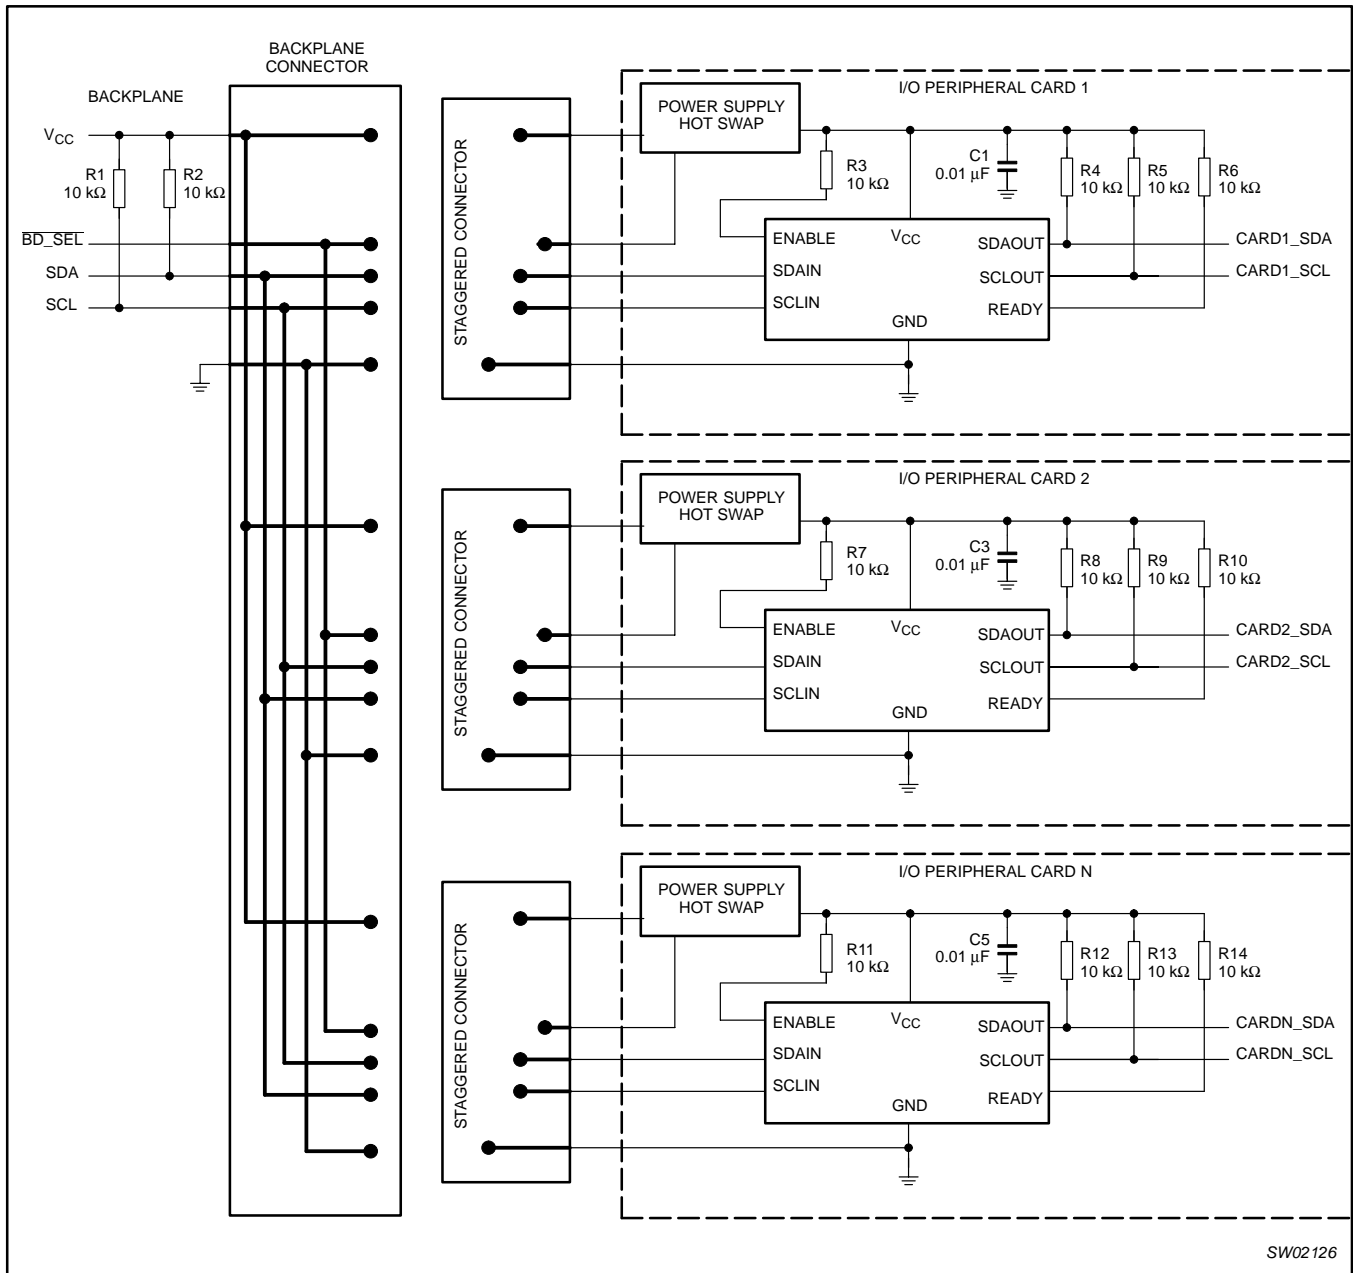 BACKPLANE
CONNECTOR
BACKPLANE
VCC
R1
10 kΩ
R2
10 kΩ
BD_SEL
SDA
SCL
STAGGERED CONNECTOR
I/O PERIPHERAL CARD 1
POWER SUPPLY
HOT SWAP
R3
10 kΩ
C1
0.01 μF
R4
10 kΩ
R5
10 kΩ
R6
10 kΩ
ENABLE
VCC
SDAOUT
CARD1_SDA
SDAIN
SCLOUT
CARD1_SCL
SCLIN
READY
GND
STAGGERED CONNECTOR
I/O PERIPHERAL CARD 2
POWER SUPPLY
HOT SWAP
R7
10 kΩ
C3
0.01 μF
R8
10 kΩ
R9
10 kΩ
R10
10 kΩ
ENABLE
VCC
SDAOUT
CARD2_SDA
SDAIN
SCLOUT
CARD2_SCL
SCLIN
READY
GND
STAGGERED CONNECTOR
I/O PERIPHERAL CARD N
POWER SUPPLY
HOT SWAP
R11
10 kΩ
C5
0.01 μF
R12
10 kΩ
R13
10 kΩ
R14
10 kΩ
ENABLE
VCC
SDAOUT
CARDN_SDA
SDAIN
SCLOUT
CARDN_SCL
SCLIN
READY
GND
SW02126